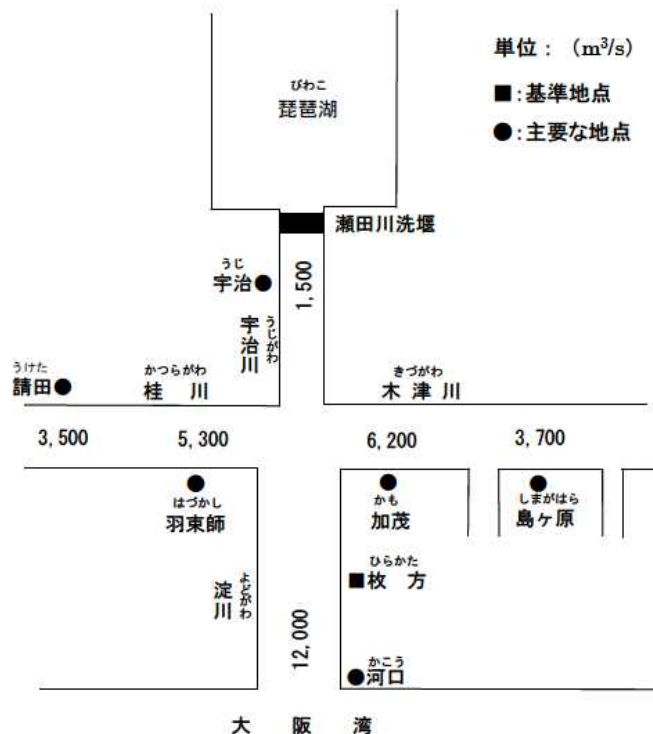 単位：（m³/s）
■：基準地点
●：主要な地点
びわこ
琵琶湖
瀬田川洗堰
1,500
うじ
宇治●
宇治川
うじがわ
うけた
請田●
かつらがわ
桂　川
きづがわ
木 津 川
3,500
5,300
6,200
3,700
はづかし
羽束師
かも
加茂
しまがはら
島ヶ原
ひらかた
■枚　方
淀川
よどがわ
12,000
かこう
●河口
大　阪　湾